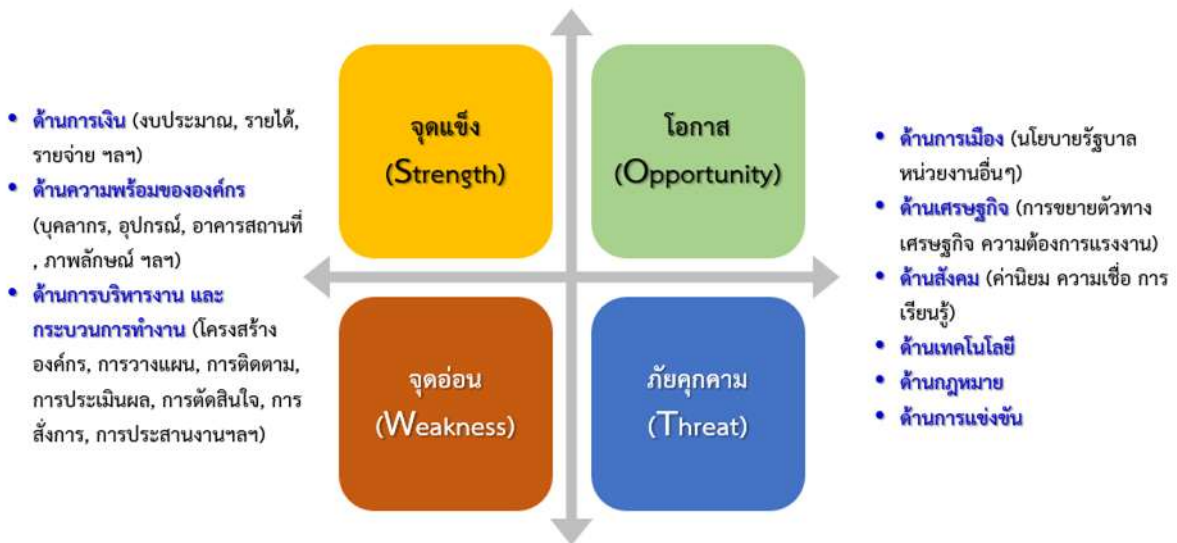 • ด้านการเงิน (งบประมาณ, รายได้,
รายจ่าย ฯลฯ)
• ด้านความพร้อมขององค์กร
(บุคลากร, อุปกรณ์, อาคารสถานที่
, ภาพลักษณ์ ฯลฯ)
• ด้านการบริหารงาน และ
กระบวนการทำงาน (โครงสร้าง
องค์กร, การวางแผน, การติดตาม,
การประเมินผล, การตัดสินใจ, การ
สั่งการ, การประสานงานฯลฯ)
จุดแข็ง
(Strength)
โอกาส
(Opportunity)
จุดอ่อน
(Weakness)
ภัยคุกคาม
(Threat)
• ด้านการเมือง (นโยบายรัฐบาล
หน่วยงานอื่นๆ)
• ด้านเศรษฐกิจ (การขยายตัวทาง
เศรษฐกิจ ความต้องการแรงงาน)
• ด้านสังคม (ค่านิยม ความเชื่อ การ
เรียนรู้)
• ด้านเทคโนโลยี
• ด้านกฎหมาย
• ด้านการแข่งขัน